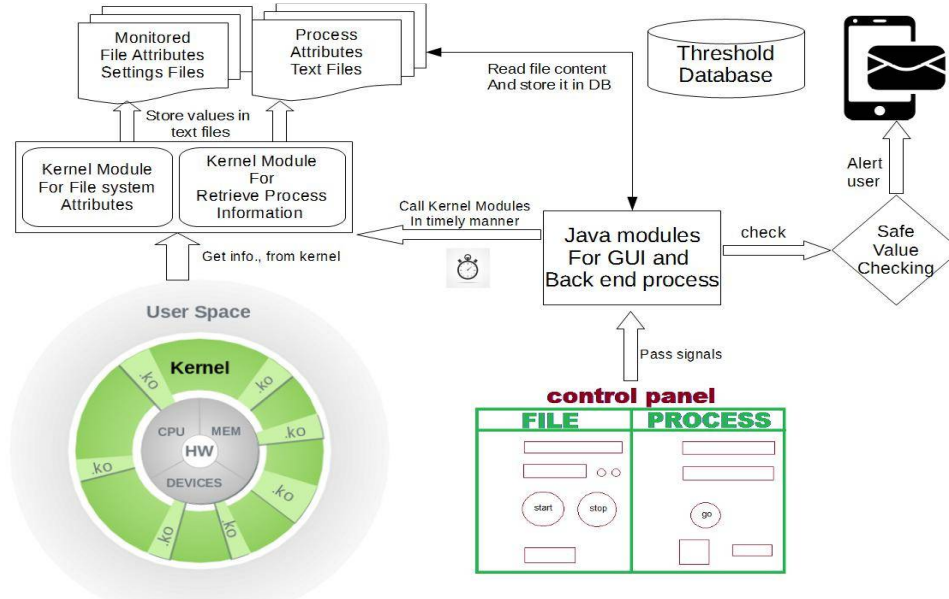 Monitored
File Attributes
Settings Files
Process
Attributes
Text Files
Read file content
And store it in DB
Threshold
Database
Store values in
text files
Kernel Module
For File system
Attributes
Kernel Module
For
Retrieve Process
Information
Alert
user
Call Kernel Modules
In timely manner
Java modules
For GUI and
Back end process
check
Safe
Value
Checking
Get info., from kernel
User Space
Kernel
.ko
.ko
.ko
.ko
.ko
.ko
.ko
CPU
MEM
HW
DEVICES
Pass signals
control panel
FILE
PROCESS
start
stop
go